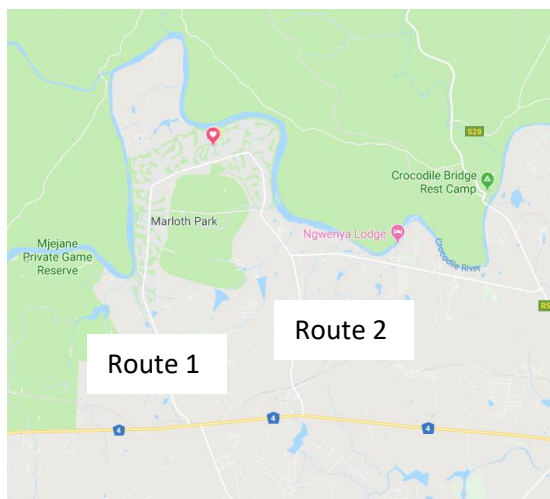 S28
Crocodile Bridge
Rest Camp
Marloth Park
Ngwenya Lodge
Mjejane
Private Game
Reserve
Crocodile River
R5
Route 2
Route 1
4
4
4